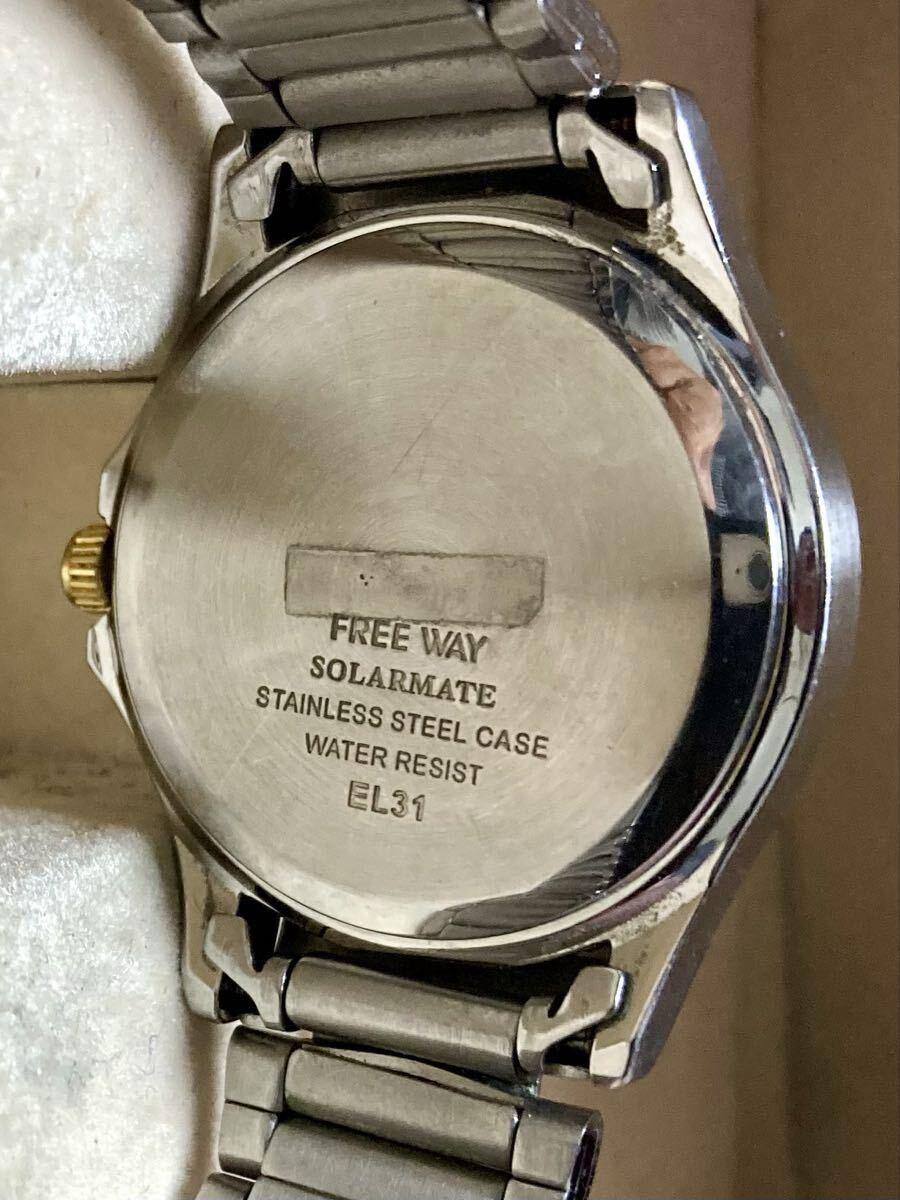 FREE WAY
SOLARMATE
STAINLESS STEEL CASE
WATER RESIST
EL31